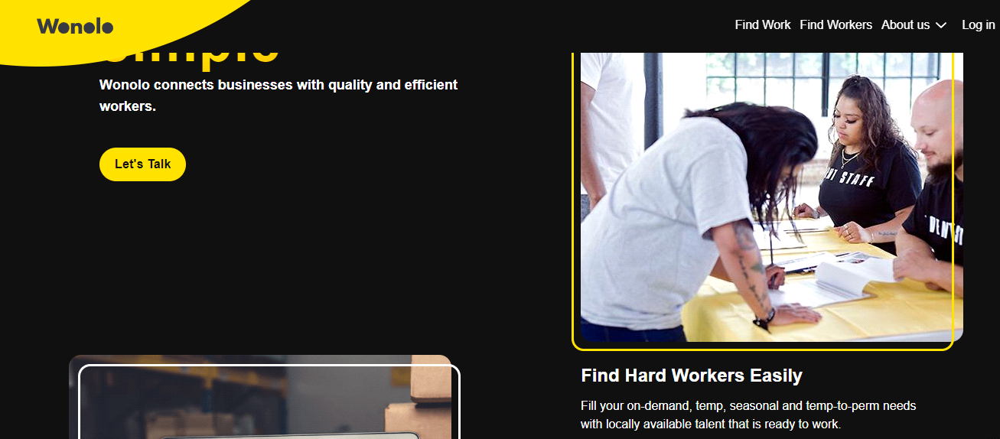 Wonolo
Find Work
Find Workers
About us
Log in
Simple
Wonolo connects businesses with quality and efficient
workers.
Let's Talk
STAFF
Find Hard Workers Easily
Fill your on-demand, temp, seasonal and temp-to-perm needs
with locally available talent that is ready to work.